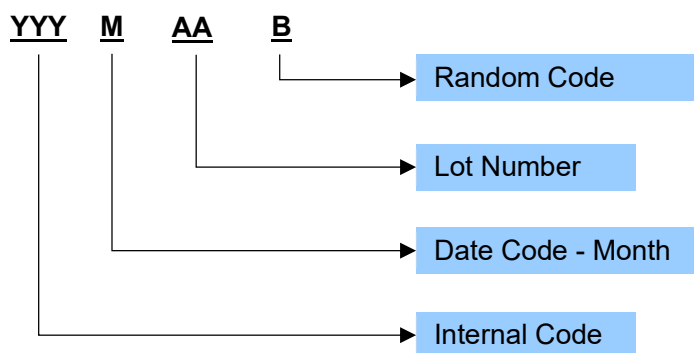 YYY M AA B
Random Code
Lot Number
Date Code - Month
Internal Code